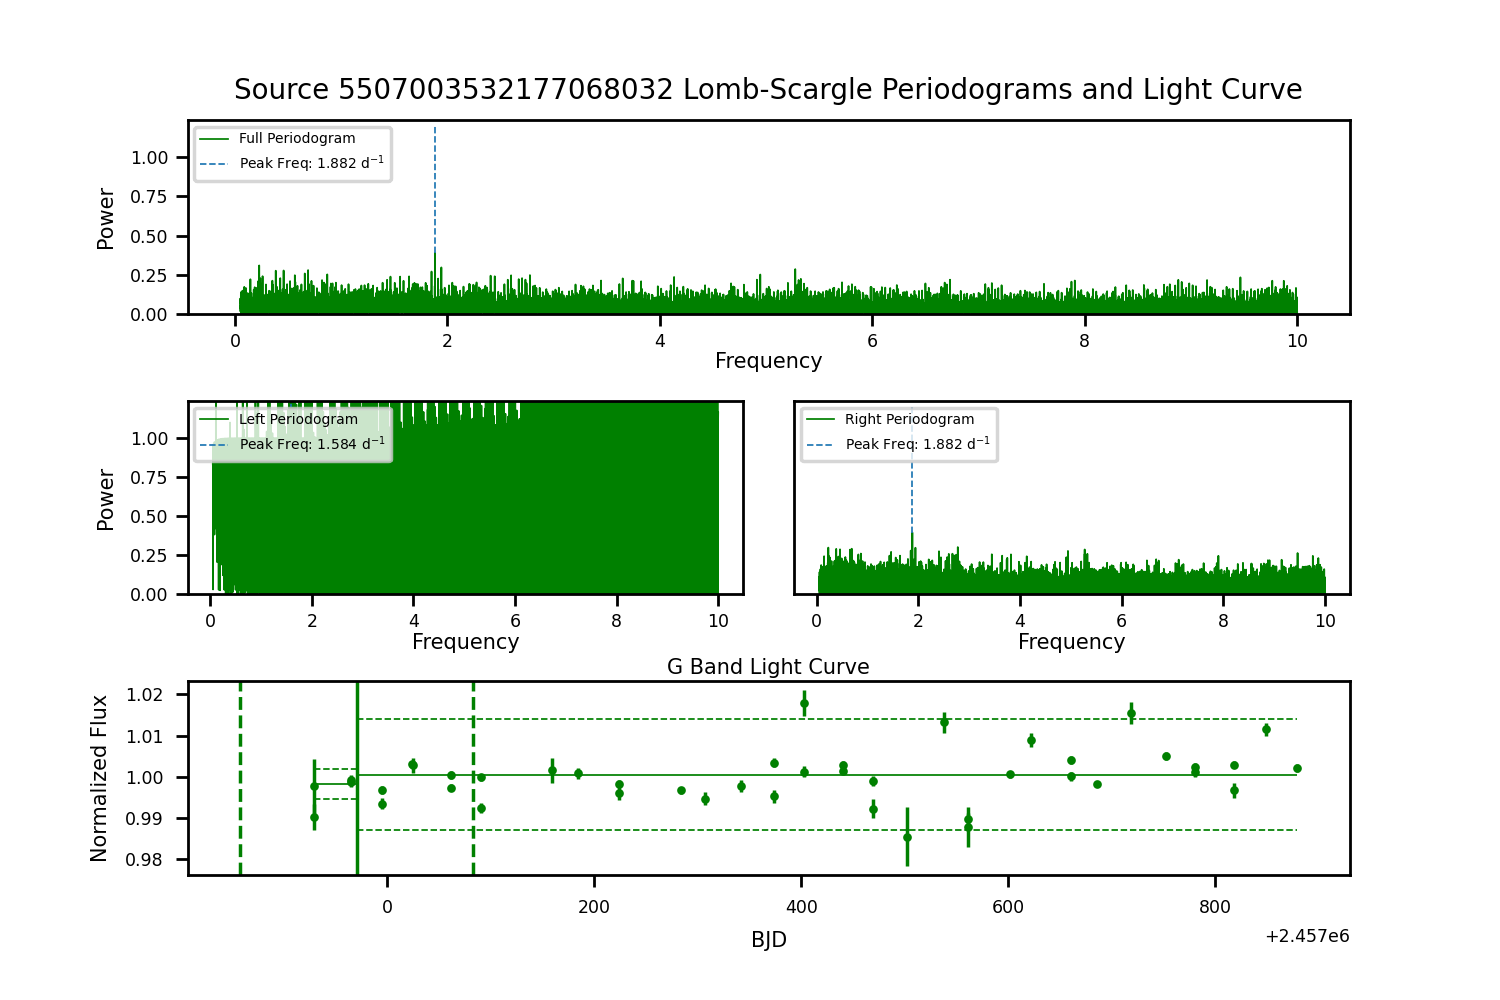 Source 5507003532177068032 Lomb-Scargle Periodograms and Light Curve
Full Periodogram
Peak Freq: 1.882 d⁻¹
Power
1.00
0.75
0.50
0.25
0.00
0 2 4 6 8 10
Frequency
Left Periodogram
Peak Freq: 1.584 d⁻¹
Power
1.00
0.75
0.50
0.25
0.00
0 2 4 6 8 10
Frequency
Right Periodogram
Peak Freq: 1.882 d⁻¹
0 2 4 6 8 10
Frequency
G Band Light Curve
Normalized Flux
1.02
1.01
1.00
0.99
0.98
0 200 400 600 800
BJD
+2.457e6